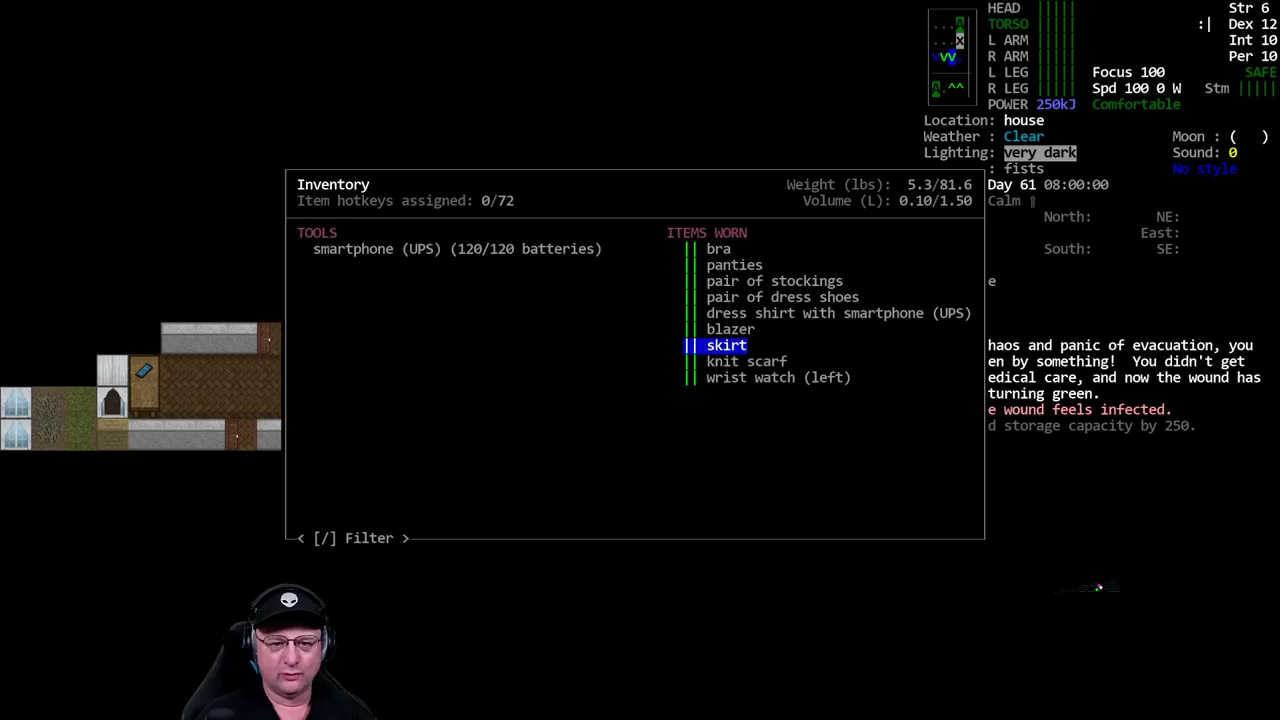 HEAD |||||
Str 6
TORSO |||||
:| Dex 12
L ARM |||||
Int 10
R ARM |||||
Per 10
L LEG |||||
Focus 100
SAFE
R LEG |||||
Spd 100 0 W
Stm |||||
POWER 250kJ
Comfortable
Location: house
Weather : Clear
Moon : (   )
Lighting: very dark
Sound: 0
: fists
No style
Day 61 08:00:00
Calm ⇑
North:
NE:
East:
South:
SE:
e
haos and panic of evacuation, you
en by something!  You didn't get
edical care, and now the wound has
turning green.
e wound feels infected.
d storage capacity by 250.
Inventory
Weight (lbs): 5.3/81.6
Item hotkeys assigned: 0/72
Volume (L): 0.10/1.50
TOOLS
smartphone (UPS) (120/120 batteries)
ITEMS WORN
|| bra
|| panties
|| pair of stockings
|| pair of dress shoes
|| dress shirt with smartphone (UPS)
|| blazer
|| skirt
|| knit scarf
|| wrist watch (left)
< [/] Filter >